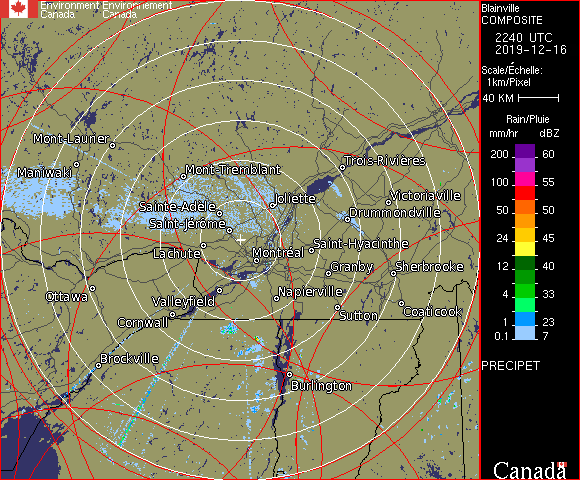 Environment Environnement
Canada Canada
Blainville
COMPOSITE
2240 UTC
2019-12-16
Scale/Échelle:
1km/Pixel
40 KM
Rain/Pluie
mm/hr dBZ
200 60
100 55
50 50
24 45
12 40
4 33
1 23
0.1 7
PRECIPET
Canada
Mont-Laurier
Maniwaki
Mont-Tremblant
Trois-Rivières
Joliette
Victoriaville
Sainte-Adèle
Drummondville
Saint-Jérôme
Saint-Hyacinthe
Lachute
Montréal
Granby
Sherbrooke
Ottawa
Valleyfield
Napierville
Sutton
Coaticook
Cornwall
Brockville
Burlington